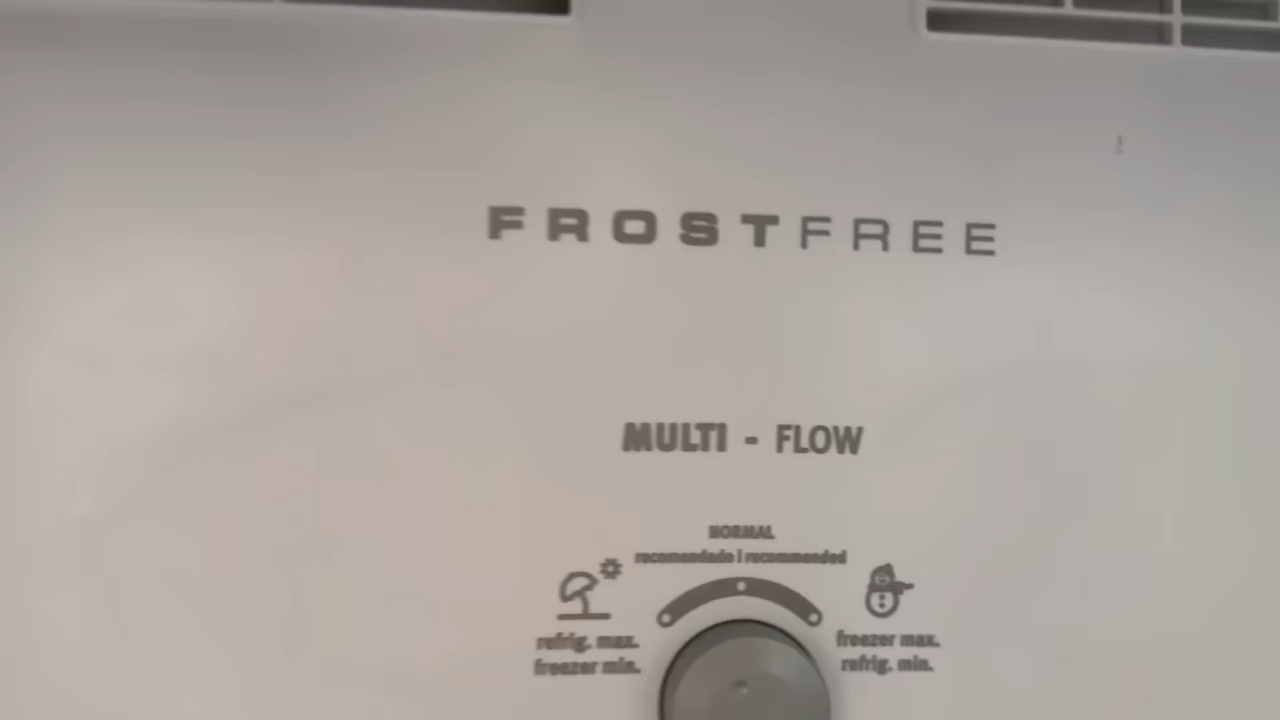 FROSTFREE
MULTI - FLOW
NORMAL
recomendado | recommended
refrig. max.
freezer min.
freezer max.
refrig. min.